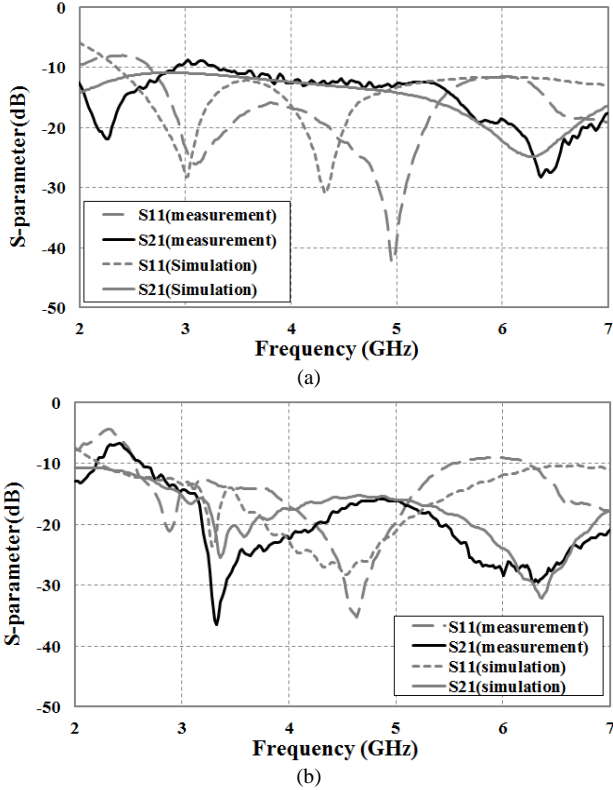 0
-10
-20
-30
-40
-50
S-parameter(dB)
S11(measurement)
S21(measurement)
S11(Simulation)
S21(Simulation)
2 3 4 5 6 7
Frequency (GHz)
(a)
0
-10
-20
-30
-40
-50
S-parameter(dB)
S11(measurement)
S21(measurement)
S11(simulation)
S21(simulation)
2 3 4 5 6 7
Frequency (GHz)
(b)